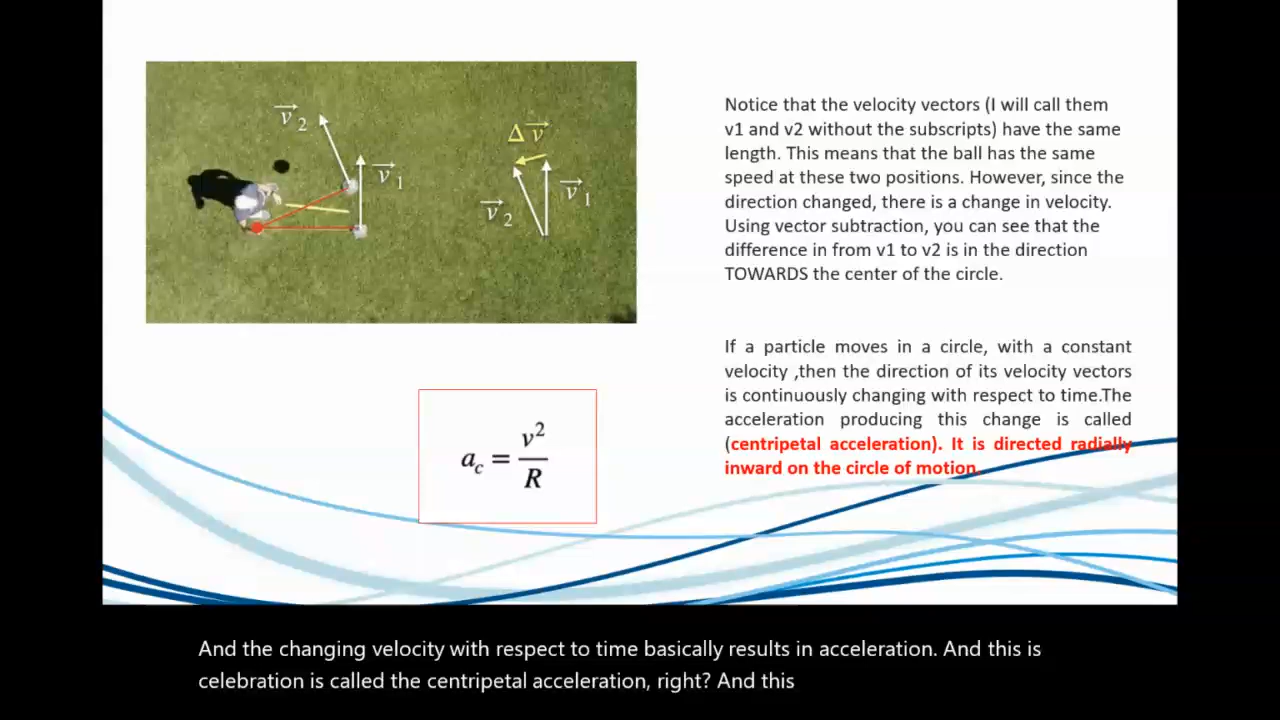 v⃗₂
v⃗₁
Δv⃗
v⃗₂
v⃗₁
Notice that the velocity vectors (I will call them
v1 and v2 without the subscripts) have the same
length. This means that the ball has the same
speed at these two positions. However, since the
direction changed, there is a change in velocity.
Using vector subtraction, you can see that the
difference in from v1 to v2 is in the direction
TOWARDS the center of the circle.
If a particle moves in a circle, with a constant
velocity ,then the direction of its velocity vectors
is continuously changing with respect to time.The
acceleration producing this change is called
(centripetal acceleration). It is directed radially
inward on the circle of motion.
a_c = v²/R
And the changing velocity with respect to time basically results in acceleration. And this is
celebration is called the centripetal acceleration, right? And this